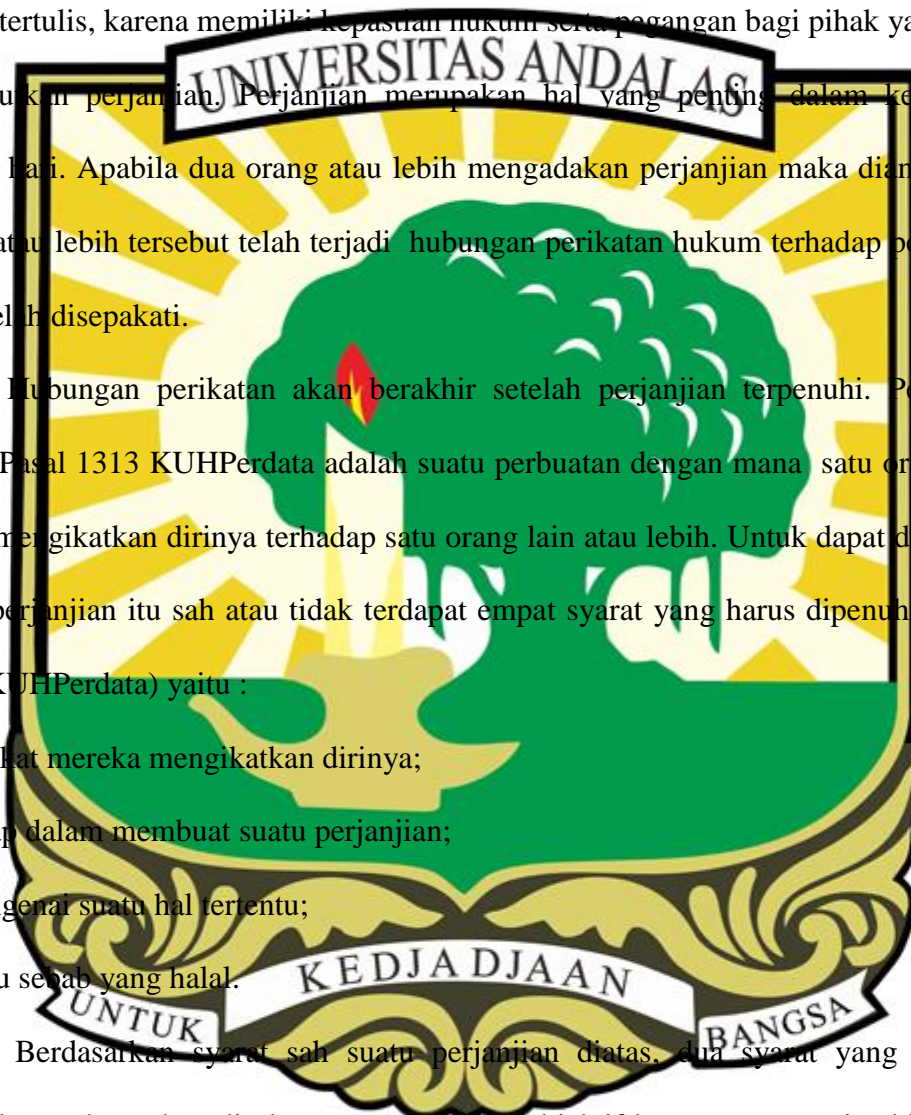 tertulis, karena memiliki kepastian hukum serta pegangan bagi pihak
UNIVERSITAS ANDALAS
perjanjian. Perjanjian merupakan hal yang penting dalam
hari. Apabila dua orang atau lebih mengadakan perjanjian maka
atau lebih tersebut telah terjadi hubungan perikatan hukum terhadap
disepakati.
Hubungan perikatan akan berakhir setelah perjanjian terpenuhi.
Pasal 1313 KUHPerdata adalah suatu perbuatan dengan mana satu
mengikatkan dirinya terhadap satu orang lain atau lebih. Untuk dapat
perjanjian itu sah atau tidak terdapat empat syarat yang harus
KUHPerdata) yaitu :
mereka mengikatkan dirinya;
dalam membuat suatu perjanjian;
suatu hal tertentu;
sebab yang halal.
KEDJADJAAN
UNTUK
BANGSA
Berdasarkan syarat sah suatu perjanjian diatas, dua syarat yang